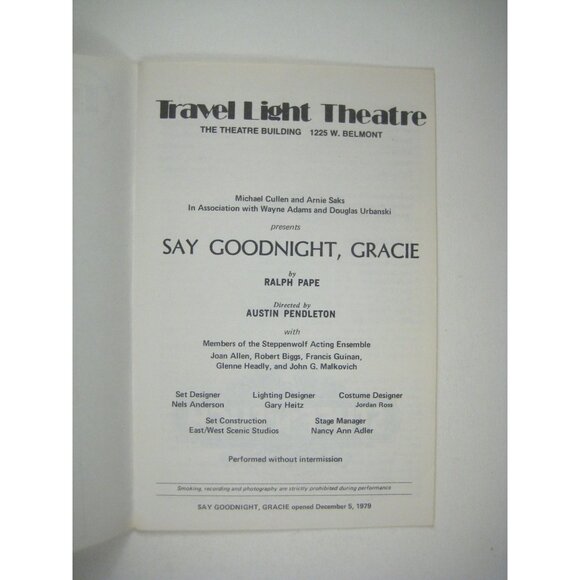 Travel Light Theatre
THE THEATRE BUILDING 1225 W. BELMONT
Michael Cullen and Arnie Saks
In Association with Wayne Adams and Douglas Urbanski
presents
SAY GOODNIGHT, GRACIE
by
RALPH PAPE
Directed by
AUSTIN PENDLETON
with
Members of the Steppenwolf Acting Ensemble
Joan Allen, Robert Biggs, Francis Guinan,
Glenne Headly, and John G. Malkovich
Set Designer Lighting Designer Costume Designer
Nels Anderson Gary Heitz Jordan Ross
Set Construction Stage Manager
East/West Scenic Studios Nancy Ann Adler
Performed without intermission
Smoking, recording and photography are strictly prohibited during performance
SAY GOODNIGHT, GRACIE opened December 5, 1979